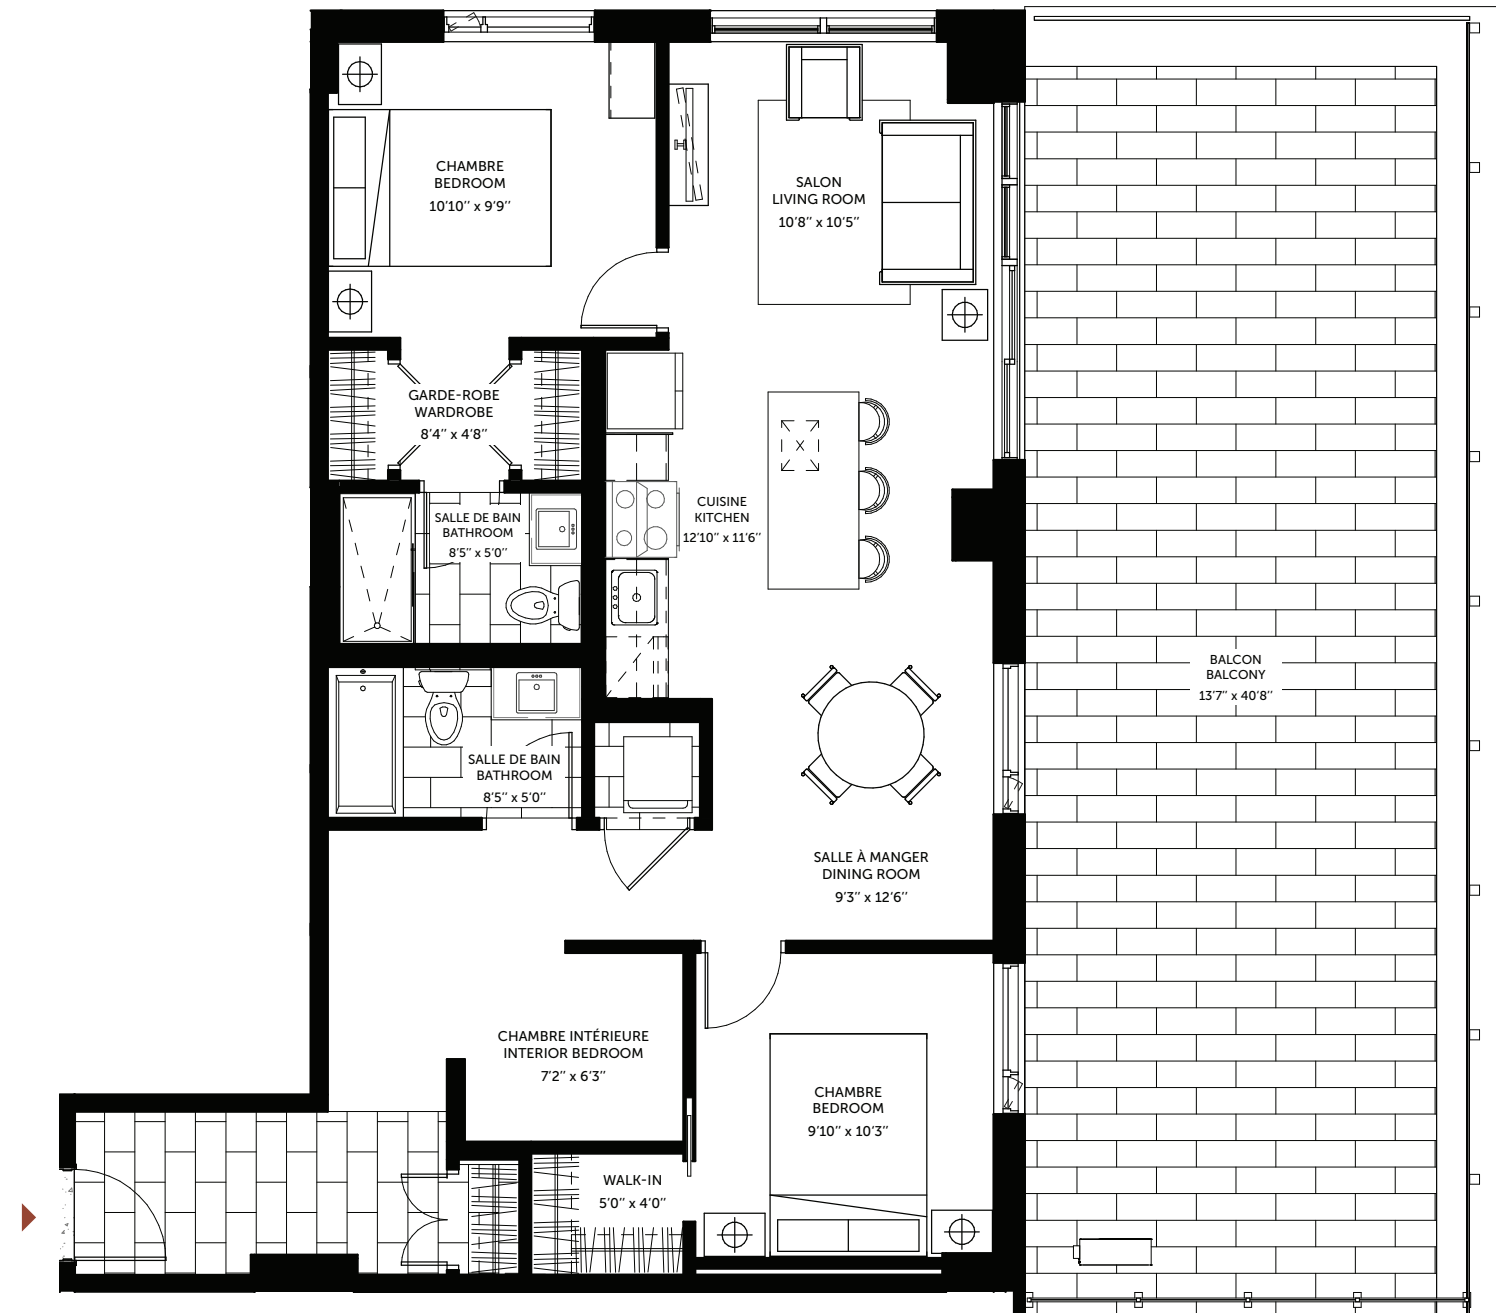 CHAMBRE
BEDROOM
10'10'' x 9'9''
SALON
LIVING ROOM
10'8'' x 10'5''
GARDE-ROBE
WARDROBE
8'4'' x 4'8''
SALLE DE BAIN
BATHROOM
8'5'' x 5'0''
CUISINE
KITCHEN
12'10'' x 11'6''
BALCON
BALCONY
13'7'' x 40'8''
SALLE DE BAIN
BATHROOM
8'5'' x 5'0''
SALLE À MANGER
DINING ROOM
9'3'' x 12'6''
CHAMBRE INTÉRIEURE
INTERIOR BEDROOM
7'2'' x 6'3''
CHAMBRE
BEDROOM
9'10'' x 10'3''
WALK-IN
5'0'' x 4'0''